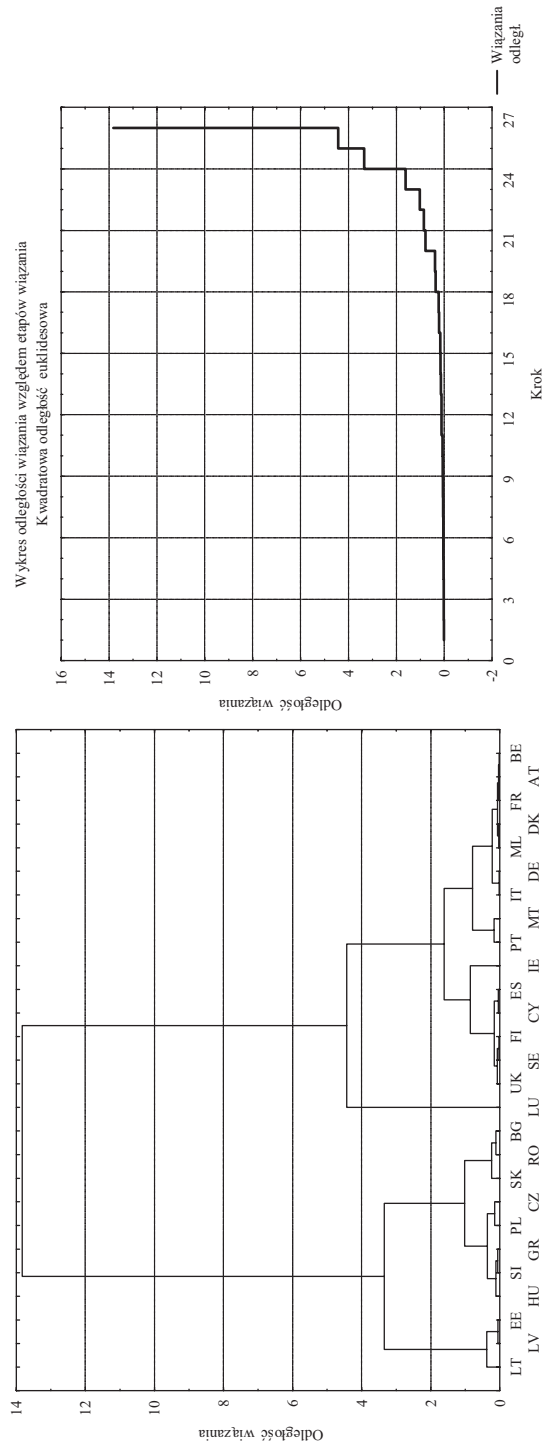 Wykres odległości wiązania względem etapów wiązania
Kwadratowa odległość euklidesowa
Odległość wiązania
16
14
12
10
8
6
4
2
0
-2
0 3 6 9 12 15 18 21 24 27
Krok
Wiązania
odległ.
Odległość wiązania
14
12
10
8
6
4
2
0
LT EE HU GR PL SK BG LU UK FI ES IE PT IT ML FR BE
LV SI CZ RO SE CY MT DE DK AT